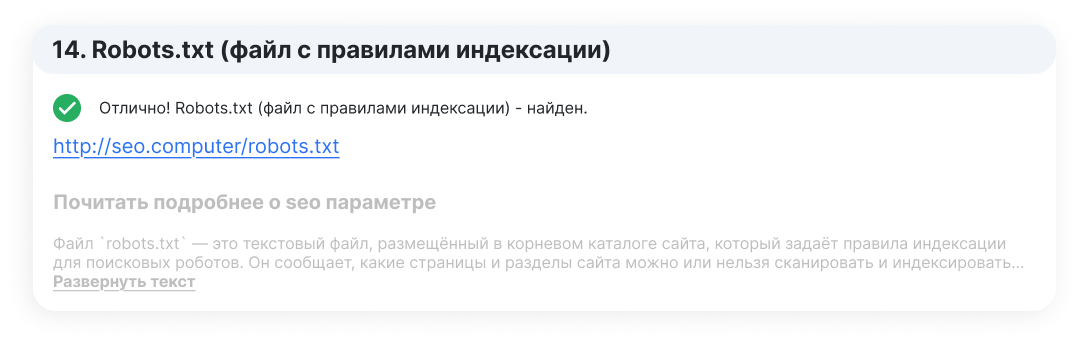 14. Robots.txt (файл с правилами индексации)
Отлично! Robots.txt (файл с правилами индексации) - найден.
http://seo.computer/robots.txt
Почитать подробнее о seo параметре
Файл `robots.txt` — это текстовый файл, размещённый в корневом каталоге сайта, который задаёт правила индексации
для поисковых роботов. Он сообщает, какие страницы и разделы сайта можно или нельзя сканировать и индексировать...
Развернуть текст